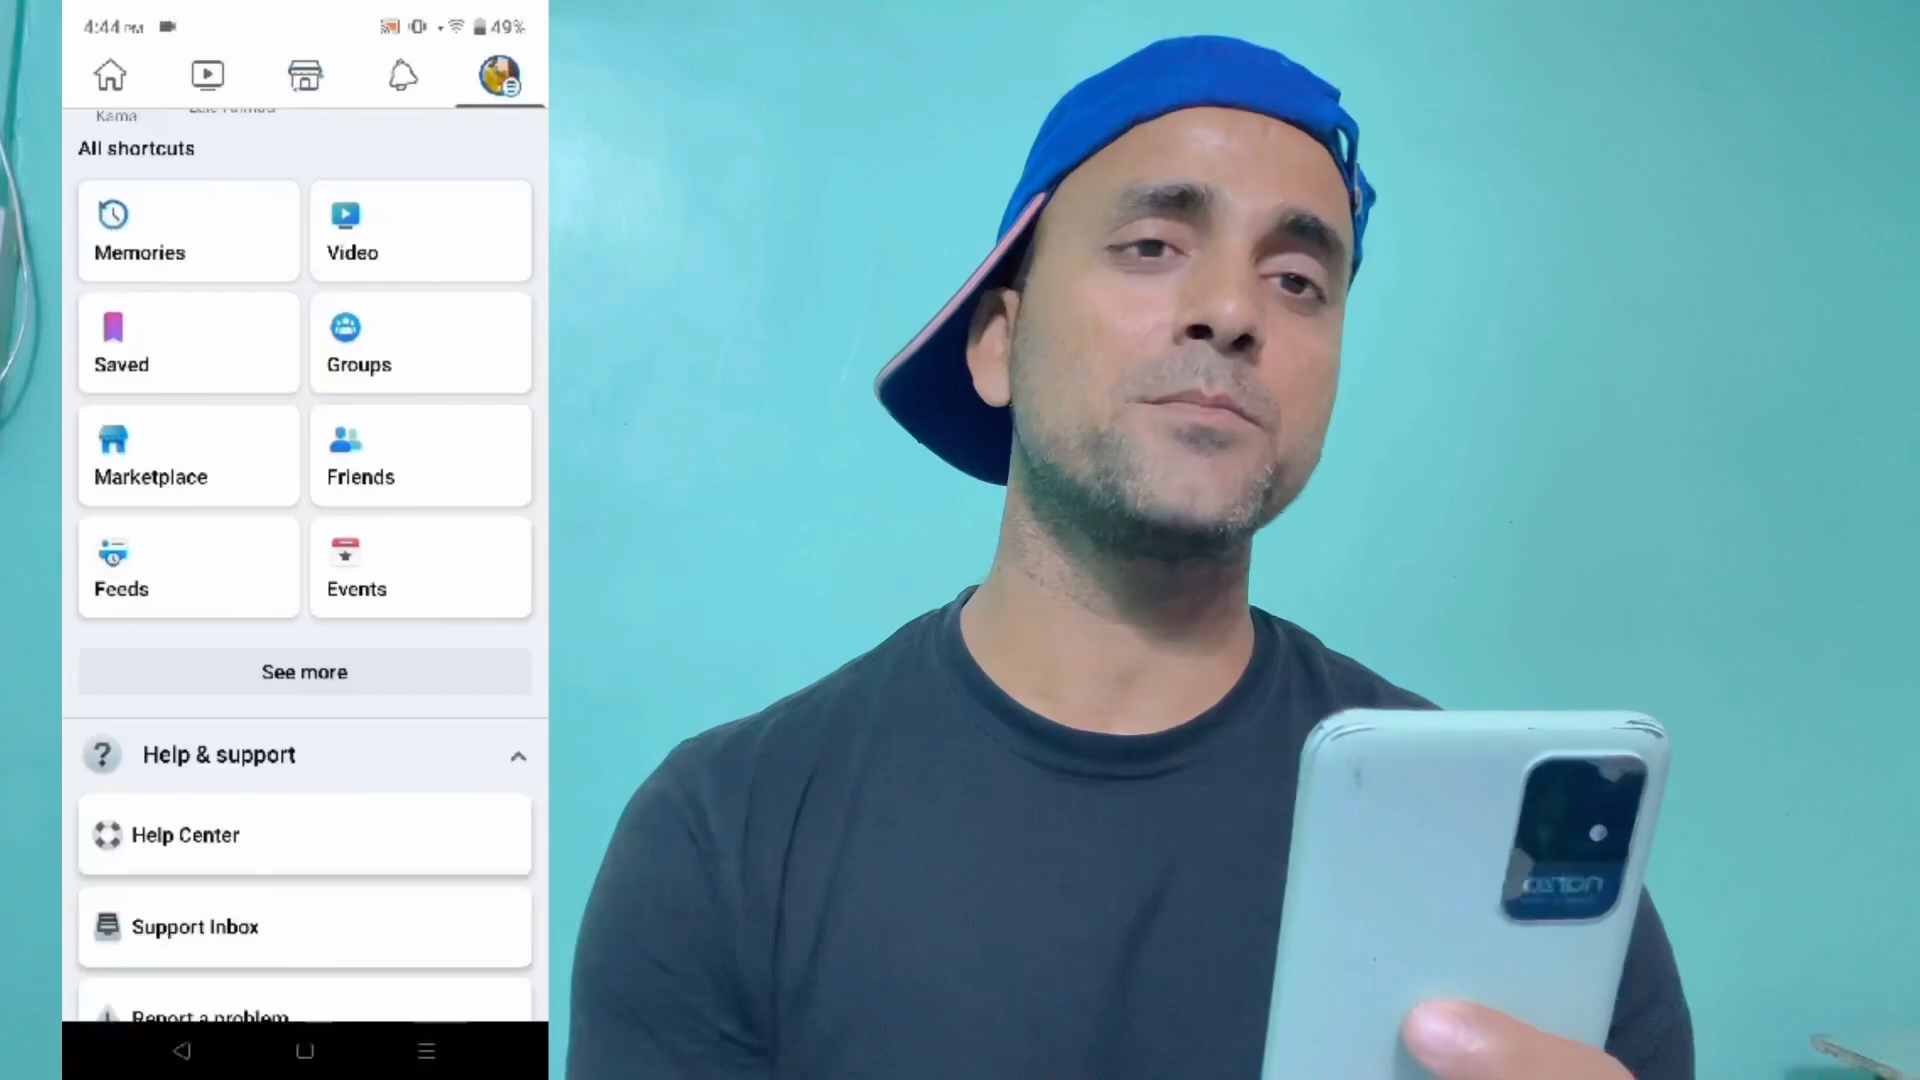 4:44 PM
49%
Kama
All shortcuts
Memories
Video
Saved
Groups
Marketplace
Friends
Feeds
Events
See more
? Help & support
Help Center
Support Inbox
Report a problem